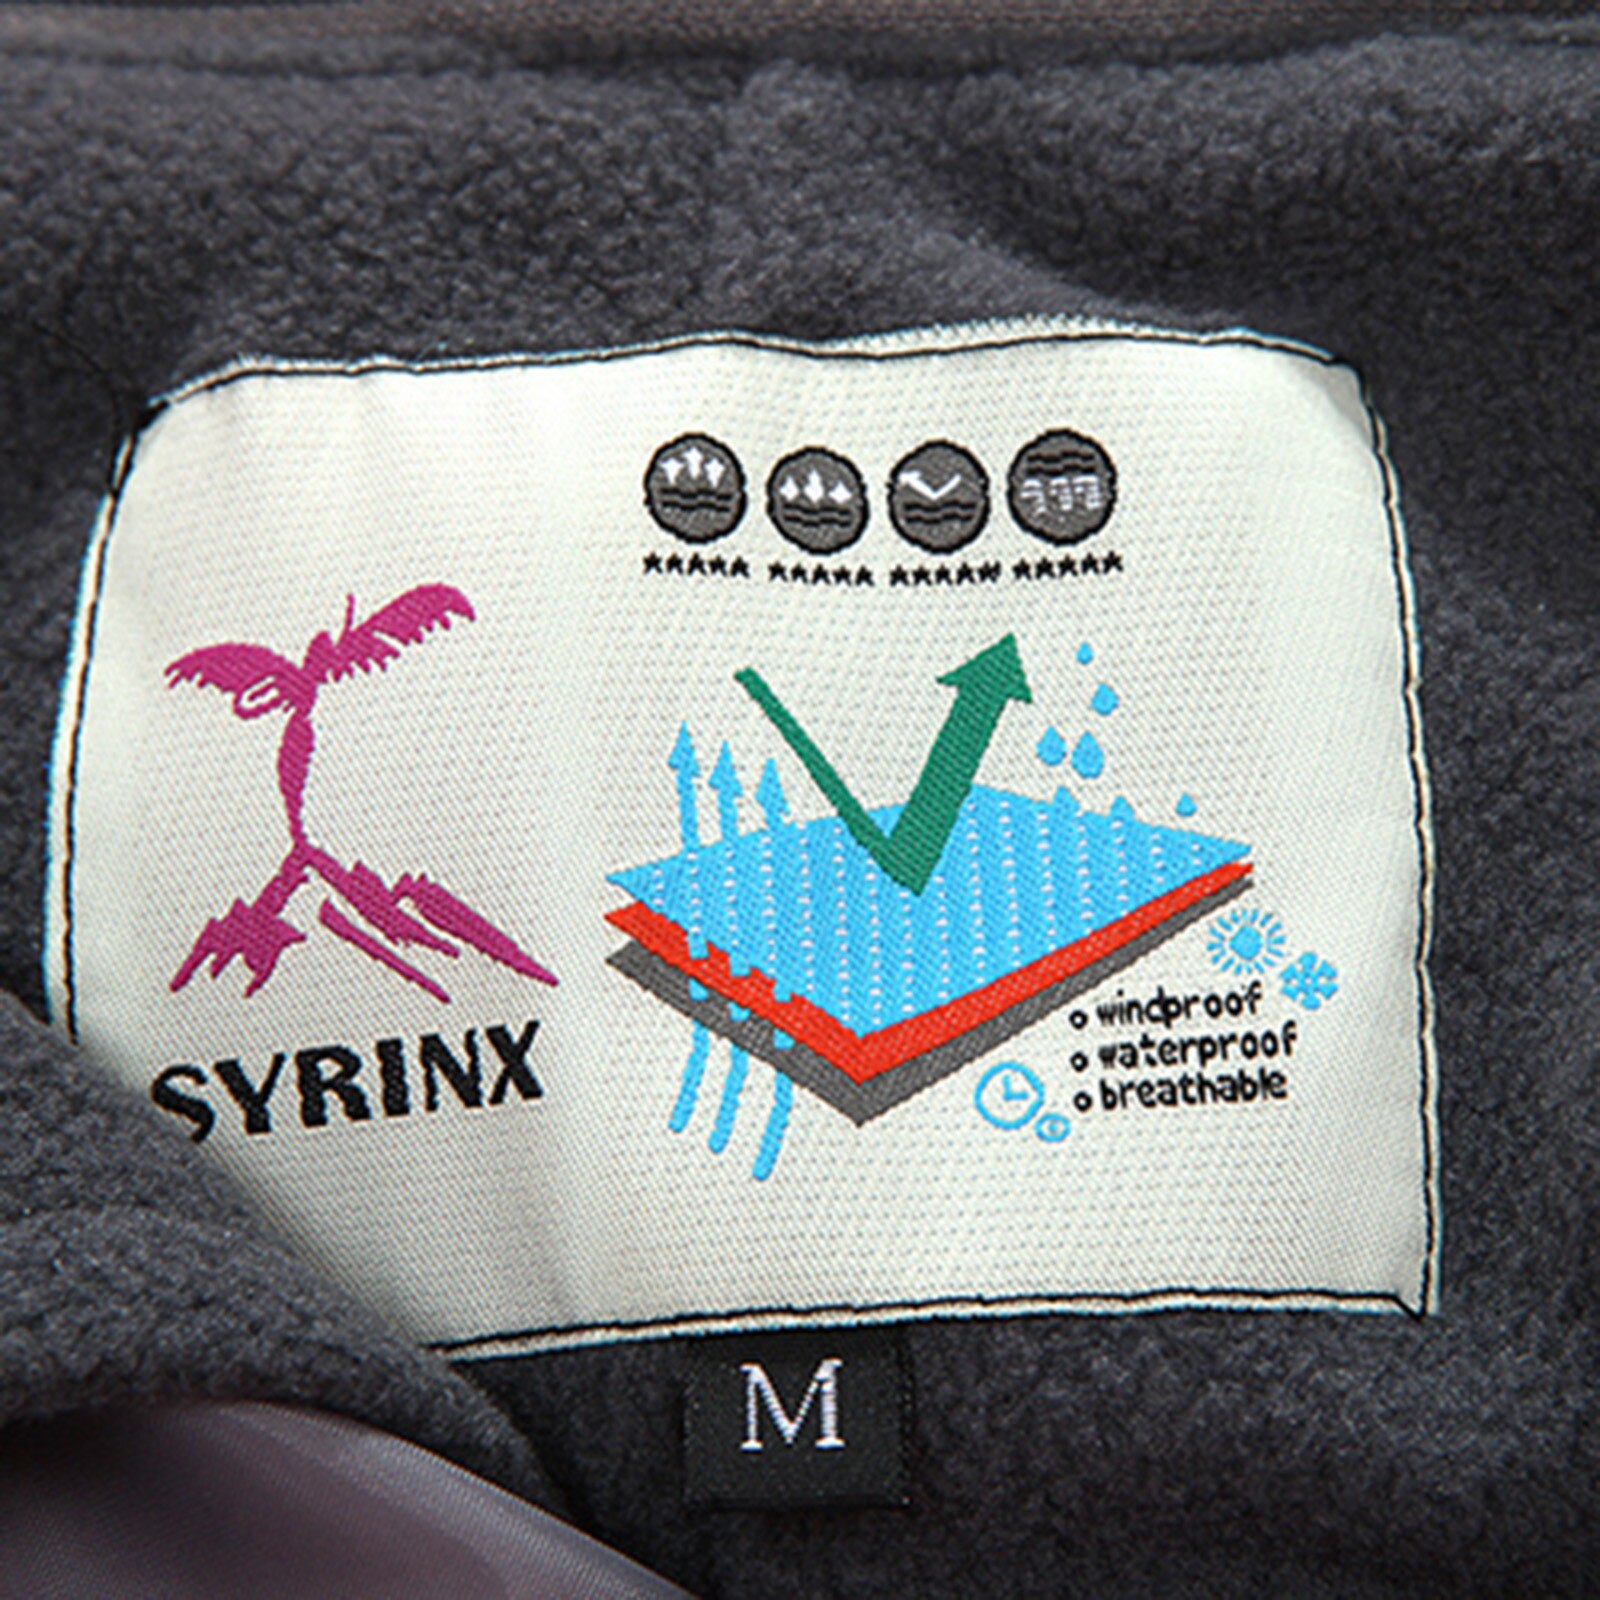 SYRINX
windproof
waterproof
breathable
M